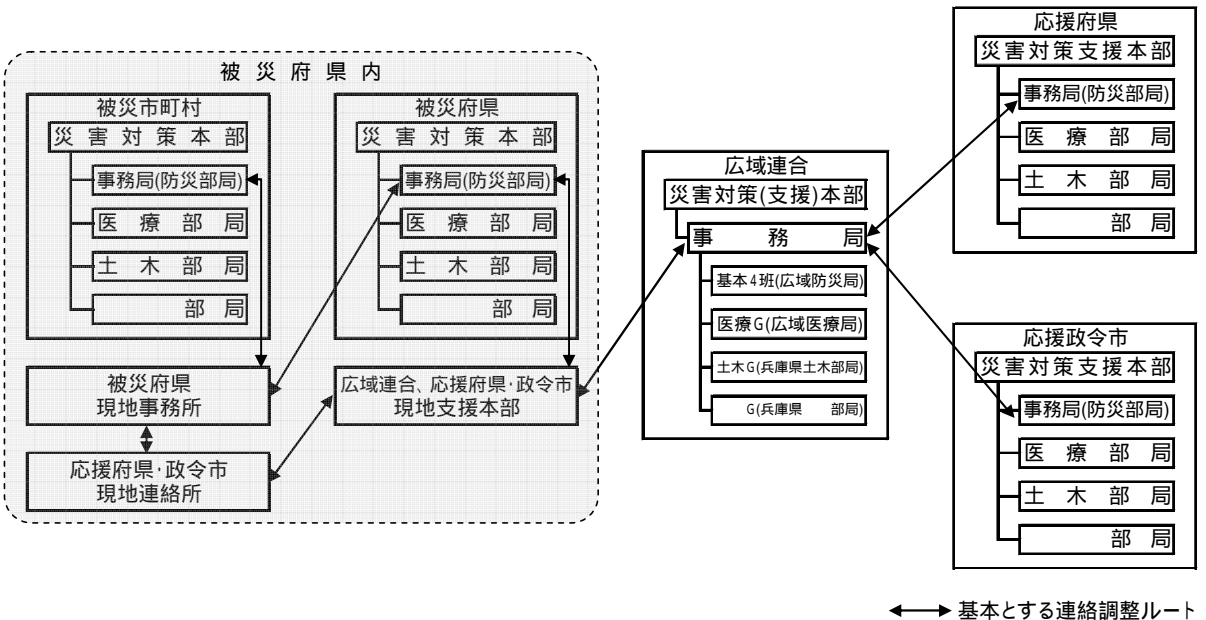 被災府県内
被災市町村
災害対策本部
事務局(防災部局)
医療部局
土木部局
部局
被災府県
現地事務所
応援府県・政令市
現地連絡所
被災府県
災害対策本部
事務局(防災部局)
医療部局
土木部局
部局
広域連合、応援府県・政令市
現地支援本部
広域連合
災害対策(支援)本部
事務局
基本4班(広域防災局)
医療G(広域医療局)
土木G(兵庫県土木部局)
G(兵庫県 部局)
応援府県
災害対策支援本部
事務局(防災部局)
医療部局
土木部局
部局
応援政令市
災害対策支援本部
事務局(防災部局)
医療部局
土木部局
部局
基本とする連絡調整ルート